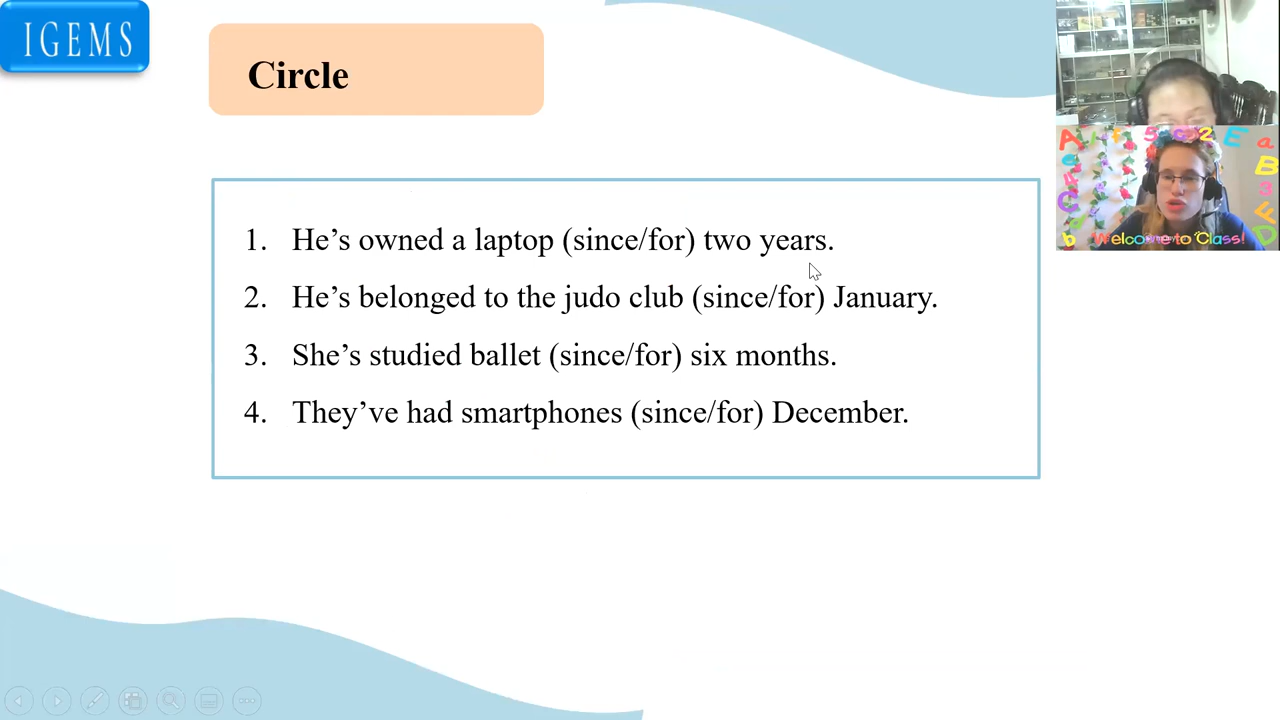 IGEMS
Circle
1. He’s owned a laptop (since/for) two years.
2. He’s belonged to the judo club (since/for) January.
3. She’s studied ballet (since/for) six months.
4. They’ve had smartphones (since/for) December.
Welcome to Class!